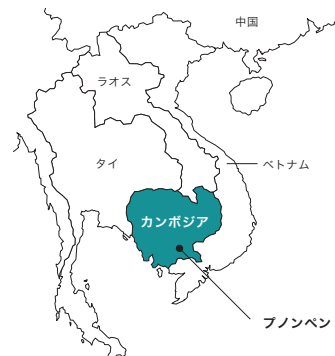 中国
ラオス
タイ
ベトナム
カンボジア
プノンペン